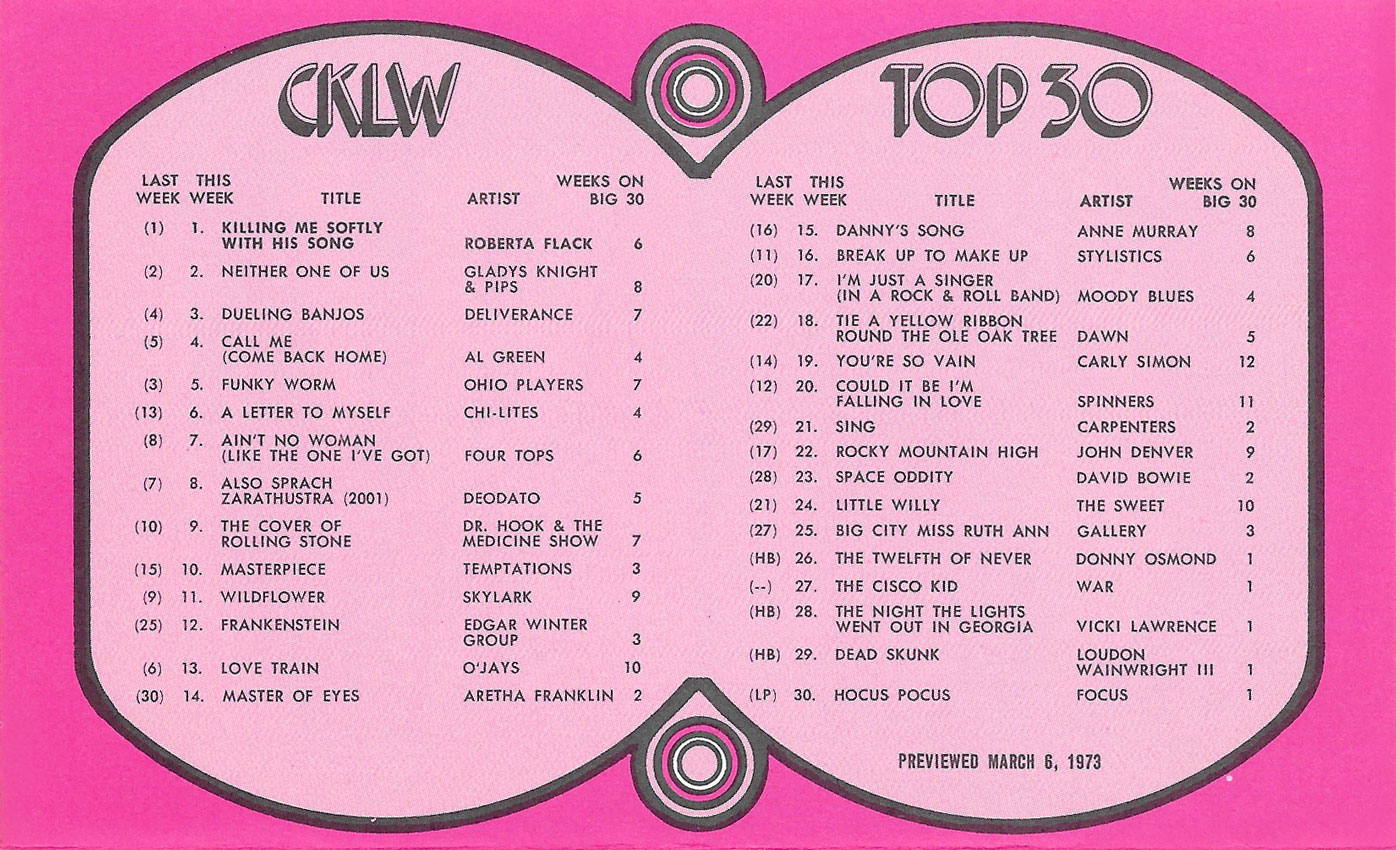 CKLW
LAST THIS WEEKS ON
WEEK WEEK TITLE ARTIST BIG 30
(1) 1. KILLING ME SOFTLY
WITH HIS SONG ROBERTA FLACK 6
(2) 2. NEITHER ONE OF US GLADYS KNIGHT
& PIPS 8
(4) 3. DUELING BANJOS DELIVERANCE 7
(5) 4. CALL ME
(COME BACK HOME) AL GREEN 4
(3) 5. FUNKY WORM OHIO PLAYERS 7
(13) 6. A LETTER TO MYSELF CHI-LITES 4
(8) 7. AIN'T NO WOMAN
(LIKE THE ONE I'VE GOT) FOUR TOPS 6
(7) 8. ALSO SPRACH
ZARATHUSTRA (2001) DEODATO 5
(10) 9. THE COVER OF DR. HOOK & THE
ROLLING STONE MEDICINE SHOW 7
(15) 10. MASTERPIECE TEMPTATIONS 3
(9) 11. WILDFLOWER SKYLARK 9
(25) 12. FRANKENSTEIN EDGAR WINTER
GROUP 3
(6) 13. LOVE TRAIN O'JAYS 10
(30) 14. MASTER OF EYES ARETHA FRANKLIN 2
TOP 30
LAST THIS WEEKS ON
WEEK WEEK TITLE ARTIST BIG 30
(16) 15. DANNY'S SONG ANNE MURRAY 8
(11) 16. BREAK UP TO MAKE UP STYLISTICS 6
(20) 17. I'M JUST A SINGER
(IN A ROCK & ROLL BAND) MOODY BLUES 4
(22) 18. TIE A YELLOW RIBBON
ROUND THE OLE OAK TREE DAWN 5
(14) 19. YOU'RE SO VAIN CARLY SIMON 12
(12) 20. COULD IT BE I'M
FALLING IN LOVE SPINNERS 11
(29) 21. SING CARPENTERS 2
(17) 22. ROCKY MOUNTAIN HIGH JOHN DENVER 9
(28) 23. SPACE ODDITY DAVID BOWIE 2
(21) 24. LITTLE WILLY THE SWEET 10
(27) 25. BIG CITY MISS RUTH ANN GALLERY 3
(HB) 26. THE TWELFTH OF NEVER DONNY OSMOND 1
(--) 27. THE CISCO KID WAR 1
(HB) 28. THE NIGHT THE LIGHTS
WENT OUT IN GEORGIA VICKI LAWRENCE 1
(HB) 29. DEAD SKUNK LOUDON
WAINWRIGHT III 1
(LP) 30. HOCUS POCUS FOCUS 1
PREVIEWED MARCH 6, 1973